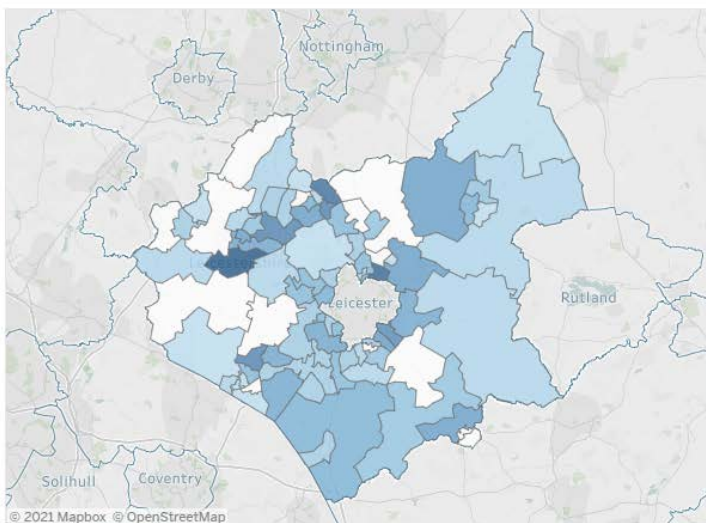 Nottingham
Derby
Leicester
Rutland
Solihull
Coventry
© 2021 Mapbox © OpenStreetMap